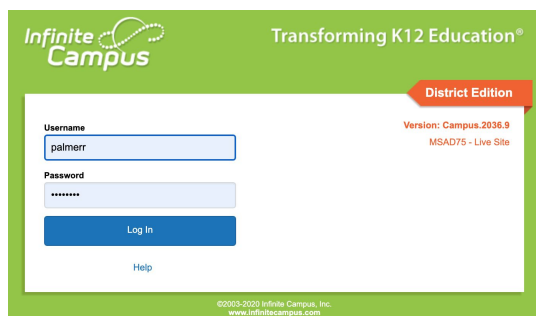 Infinite
Campus
Transforming K12 Education®
District Edition
Username
palmerr
Version: Campus.2036.9
MSAD75 - Live Site
Password
••••••••
Log In
Help
©2003-2020 Infinite Campus, Inc.
www.infinitecampus.com